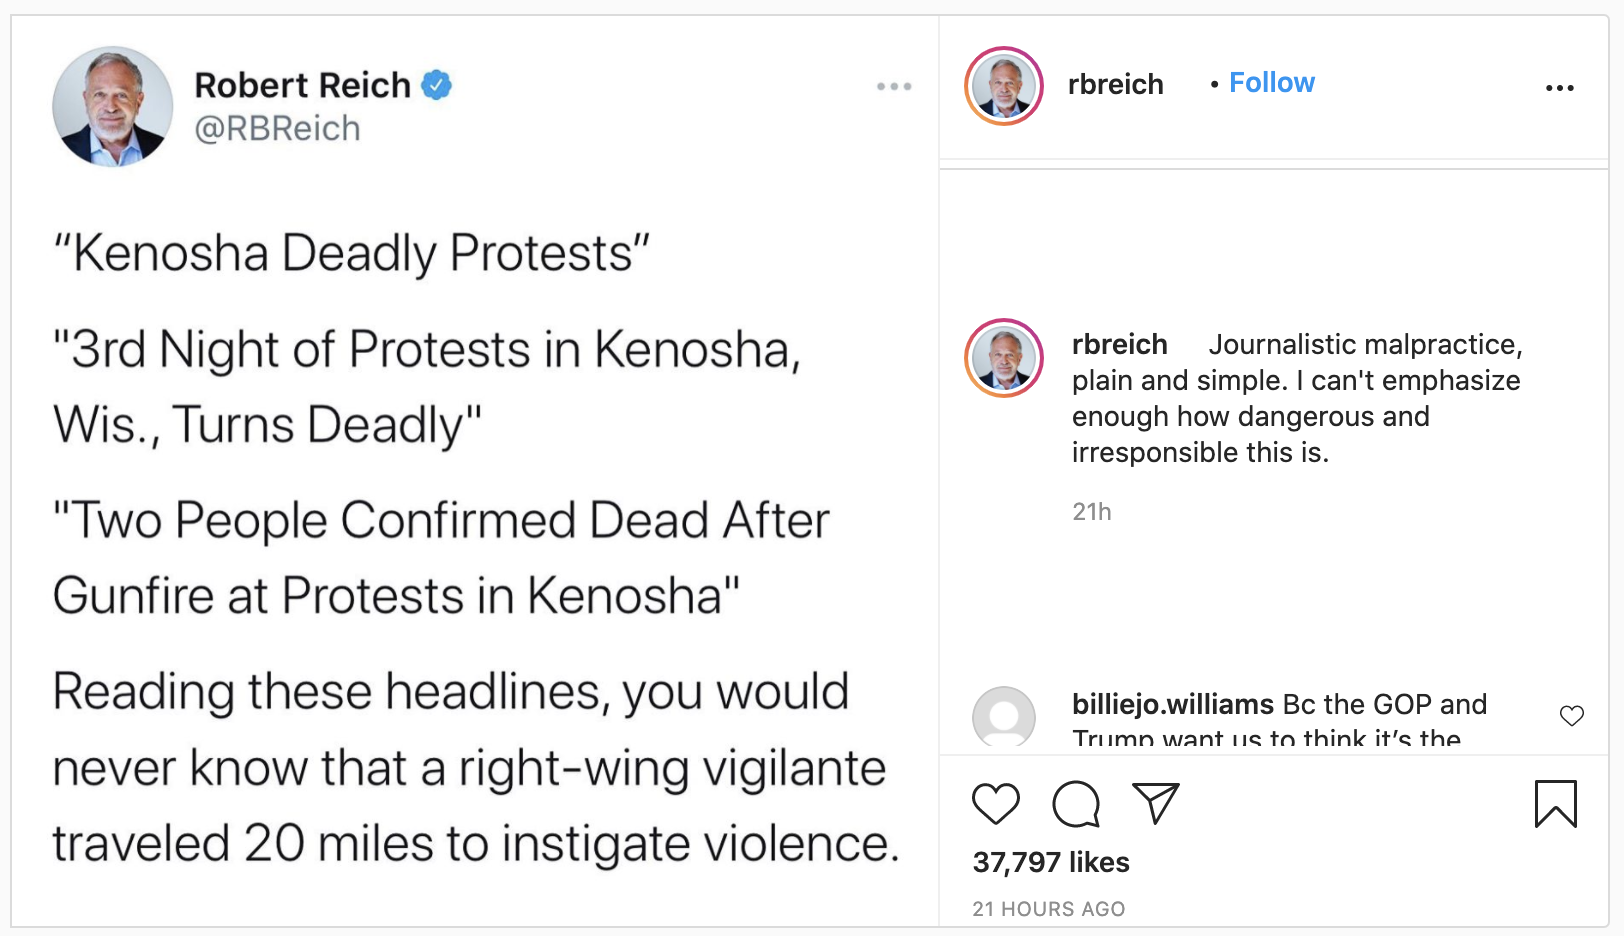 Robert Reich
@RBReich
“Kenosha Deadly Protests”
"3rd Night of Protests in Kenosha,
Wis., Turns Deadly"
"Two People Confirmed Dead After
Gunfire at Protests in Kenosha"
Reading these headlines, you would
never know that a right-wing vigilante
traveled 20 miles to instigate violence.
rbreich • Follow
rbreich Journalistic malpractice,
plain and simple. I can't emphasize
enough how dangerous and
irresponsible this is.
21h
billiejo.williams Bc the GOP and
Trump want us to think it’s the
37,797 likes
21 HOURS AGO